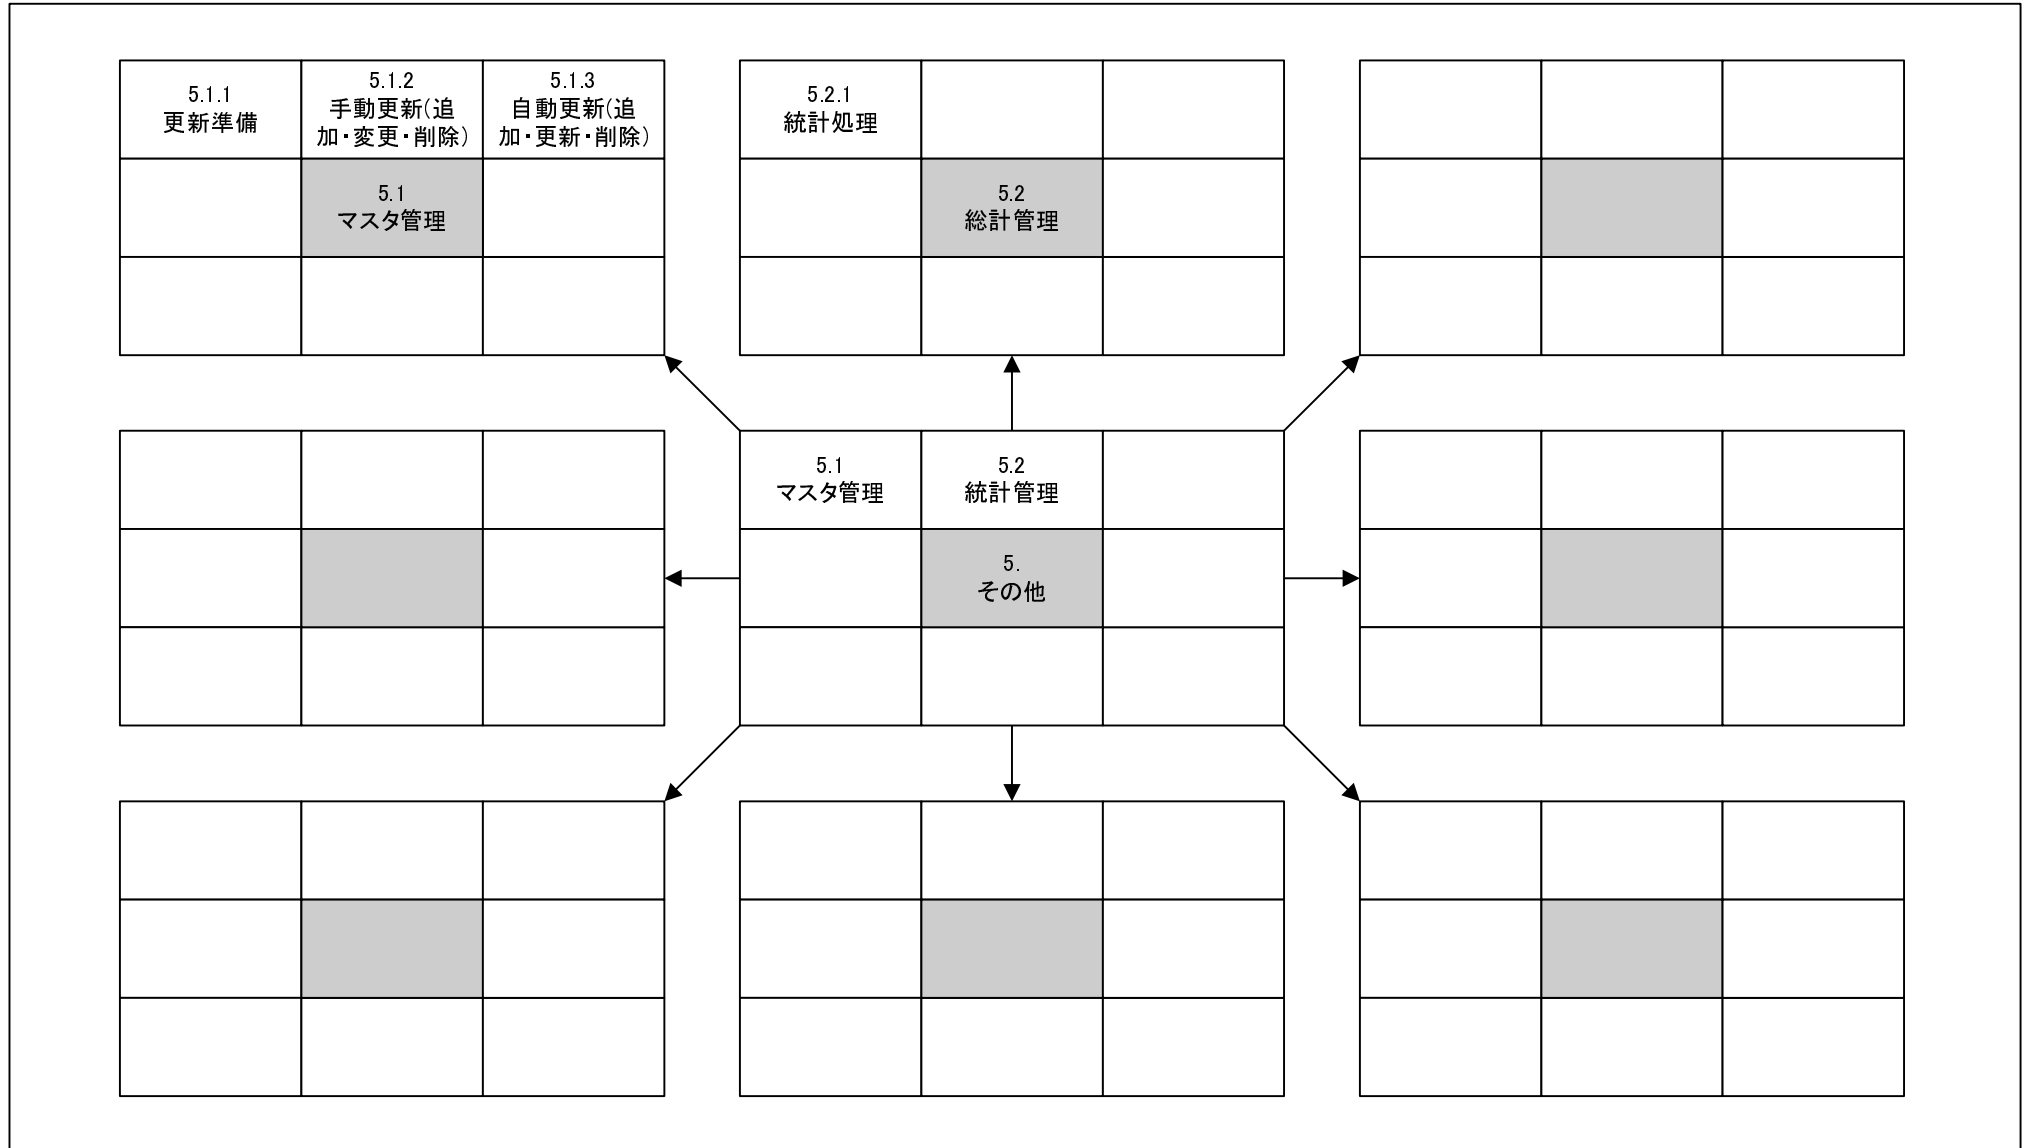 5.1.1
更新準備
5.1.2
手動更新(追
加・変更・削除)
5.1.3
自動更新(追
加・更新・削除)
5.1
マスタ管理
5.2.1
統計処理
5.2
総計管理
5.1
マスタ管理
5.2
統計管理
5.
その他